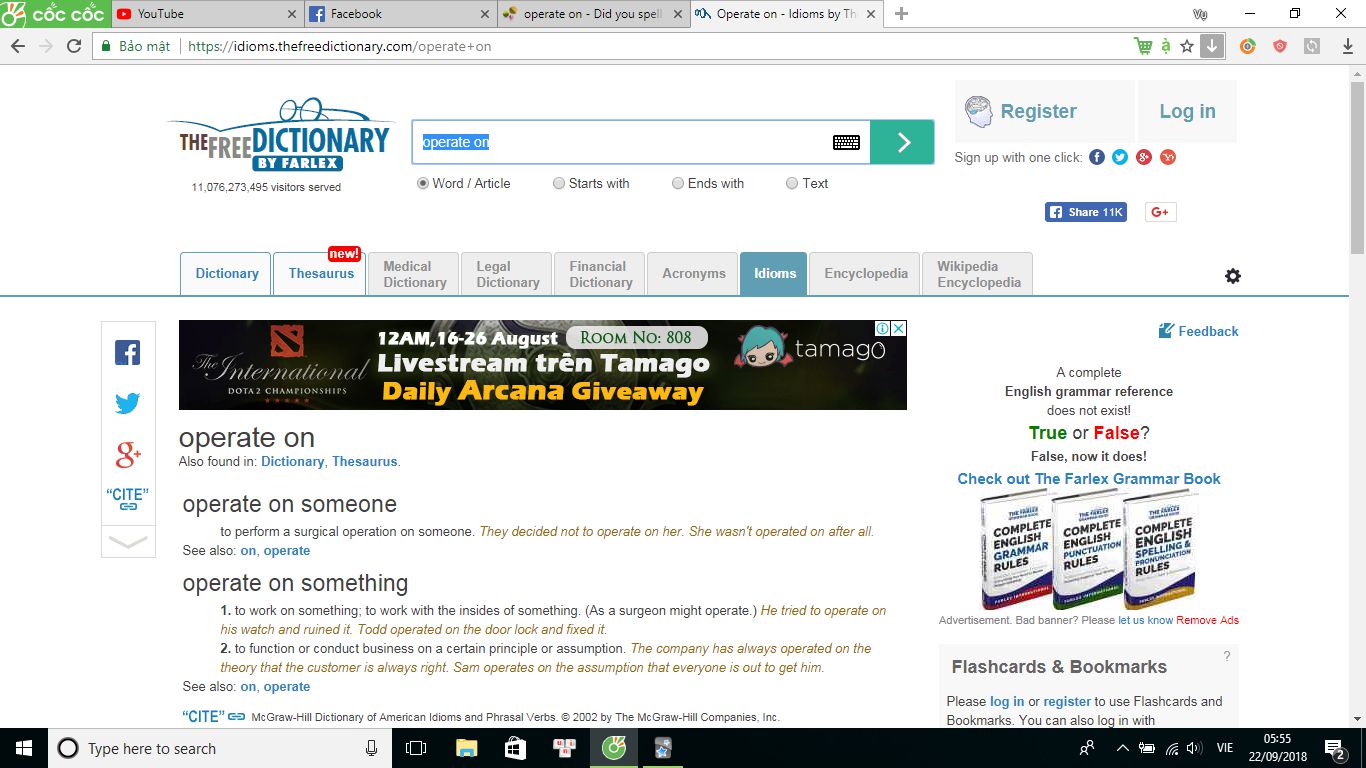 cốc cốc
YouTube
Facebook
operate on - Did you spel
Operate on - Idioms by Th
Vụ
Bảo mật
https://idioms.thefreedictionary.com/operate+on
THEFREEDICTIONARY
BY FARLEX
11,076,273,495 visitors served
operate on
Word / Article
Starts with
Ends with
Text
Register
Log in
Sign up with one click:
Share 11K
G+
Dictionary
new!
Thesaurus
Medical
Dictionary
Legal
Dictionary
Financial
Dictionary
Acronyms
Idioms
Encyclopedia
Wikipedia
Encyclopedia
The International
DOTA 2 CHAMPIONSHIPS
12AM,16-26 August
ROOM NO: 808
Livestream trên Tamago
Daily Arcana Giveaway
tamago
Feedback
"CITE"
operate on
Also found in: Dictionary, Thesaurus.
operate on someone
to perform a surgical operation on someone. They decided not to operate on her. She wasn't operated on after all.
See also: on, operate
operate on something
1. to work on something; to work with the insides of something. (As a surgeon might operate.) He tried to operate on
his watch and ruined it. Todd operated on the door lock and fixed it.
2. to function or conduct business on a certain principle or assumption. The company has always operated on the
theory that the customer is always right. Sam operates on the assumption that everyone is out to get him.
See also: on, operate
"CITE" McGraw-Hill Dictionary of American Idioms and Phrasal Verbs. © 2002 by The McGraw-Hill Companies, Inc.
A complete
English grammar reference
does not exist!
True or False?
False, now it does!
Check out The Farlex Grammar Book
COMPLETE
ENGLISH
GRAMMAR
RULES
COMPLETE
ENGLISH
PUNCTUATION
RULES
COMPLETE
ENGLISH
SPELLING &
PRONUNCIATION
RULES
Advertisement. Bad banner? Please let us know Remove Ads
Flashcards & Bookmarks
?
Please log in or register to use Flashcards and
Bookmarks. You can also log in with
Type here to search
VIE
05:55
22/09/2018
2